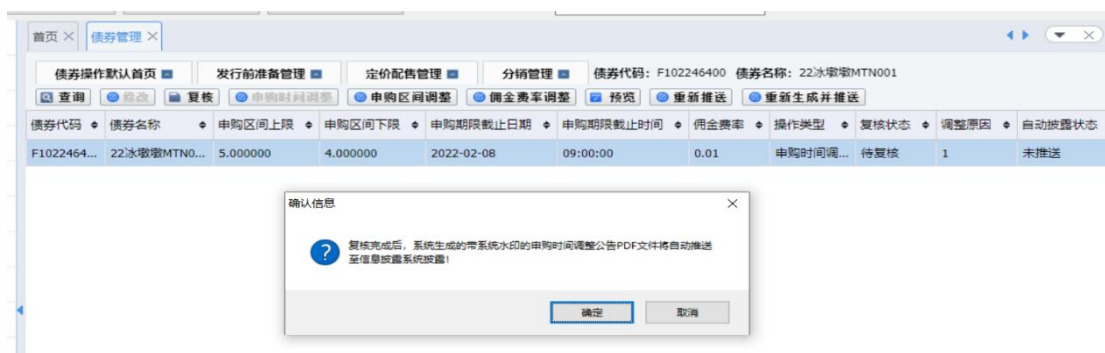 首页 债券管理
债券操作默认首页 发行前准备管理 定价配售管理 分销管理 债券代码：F102246400 债券名称：22冰墩墩MTN001
查询 修改 复核 申购时间调整 申购区间调整 佣金费率调整 预览 重新推送 重新生成并推送
债券代码 债券名称 申购区间上限 申购区间下限 申购期限截止日期 申购期限截止时间 佣金费率 操作类型 复核状态 调整原因 自动披露状态
F1022464... 22冰墩墩MTN0... 5.000000 4.000000 2022-02-08 09:00:00 0.01 申购时间调... 待复核 1 未推送
确认信息
复核完成后，系统生成的带系统水印的申购时间调整公告PDF文件将自动推送
至信息披露系统披露！
确定 取消